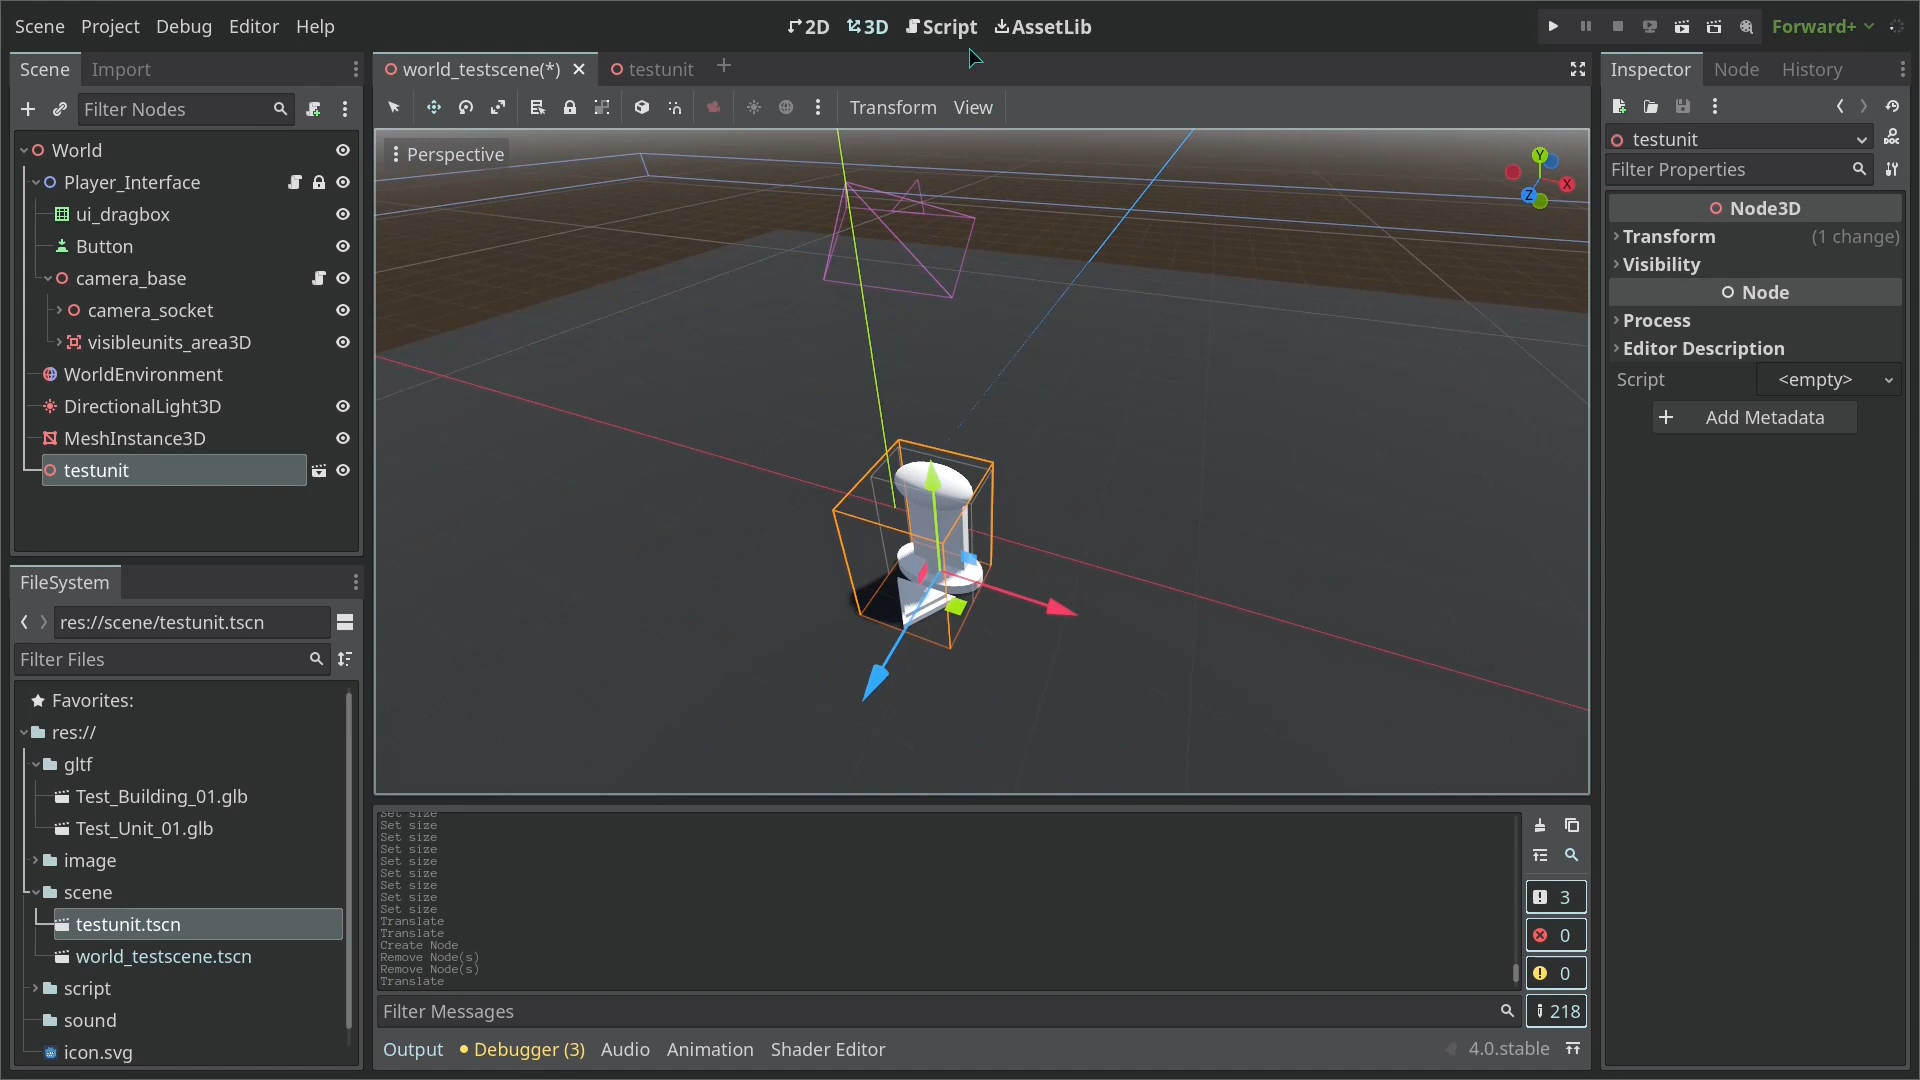 Scene Project Debug Editor Help
2D 3D Script AssetLib
Forward+
Scene Import
Filter Nodes
World
Player_Interface
ui_dragbox
Button
camera_base
camera_socket
visibleunits_area3D
WorldEnvironment
DirectionalLight3D
MeshInstance3D
testunit
FileSystem
res://scene/testunit.tscn
Filter Files
Favorites:
res://
gltf
Test_Building_01.glb
Test_Unit_01.glb
image
scene
testunit.tscn
world_testscene.tscn
script
sound
icon.svg
world_testscene(*) testunit
Transform View
Perspective
Y
X
Z
Set size
Set size
Set size
Set size
Set size
Set size
Set size
Set size
Set size
Translate
Translate
Create Node
Remove Node(s)
Remove Node(s)
Translate
3
0
0
218
Filter Messages
Output Debugger (3) Audio Animation Shader Editor
4.0.stable
Inspector Node History
testunit
DOC
Filter Properties
Node3D
Transform (1 change)
Visibility
Node
Process
Editor Description
Script <empty>
Add Metadata